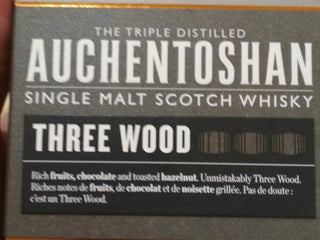 THE TRIPLE DISTILLED
AUCHENTOSHAN
SINGLE MALT SCOTCH WHISKY
THREE WOOD
Rich fruits, chocolate and toasted hazelnut. Unmistakably Three Wood.
Riches notes de fruits, de chocolat et de noisette grillée. Pas de doute :
c'est un Three Wood.